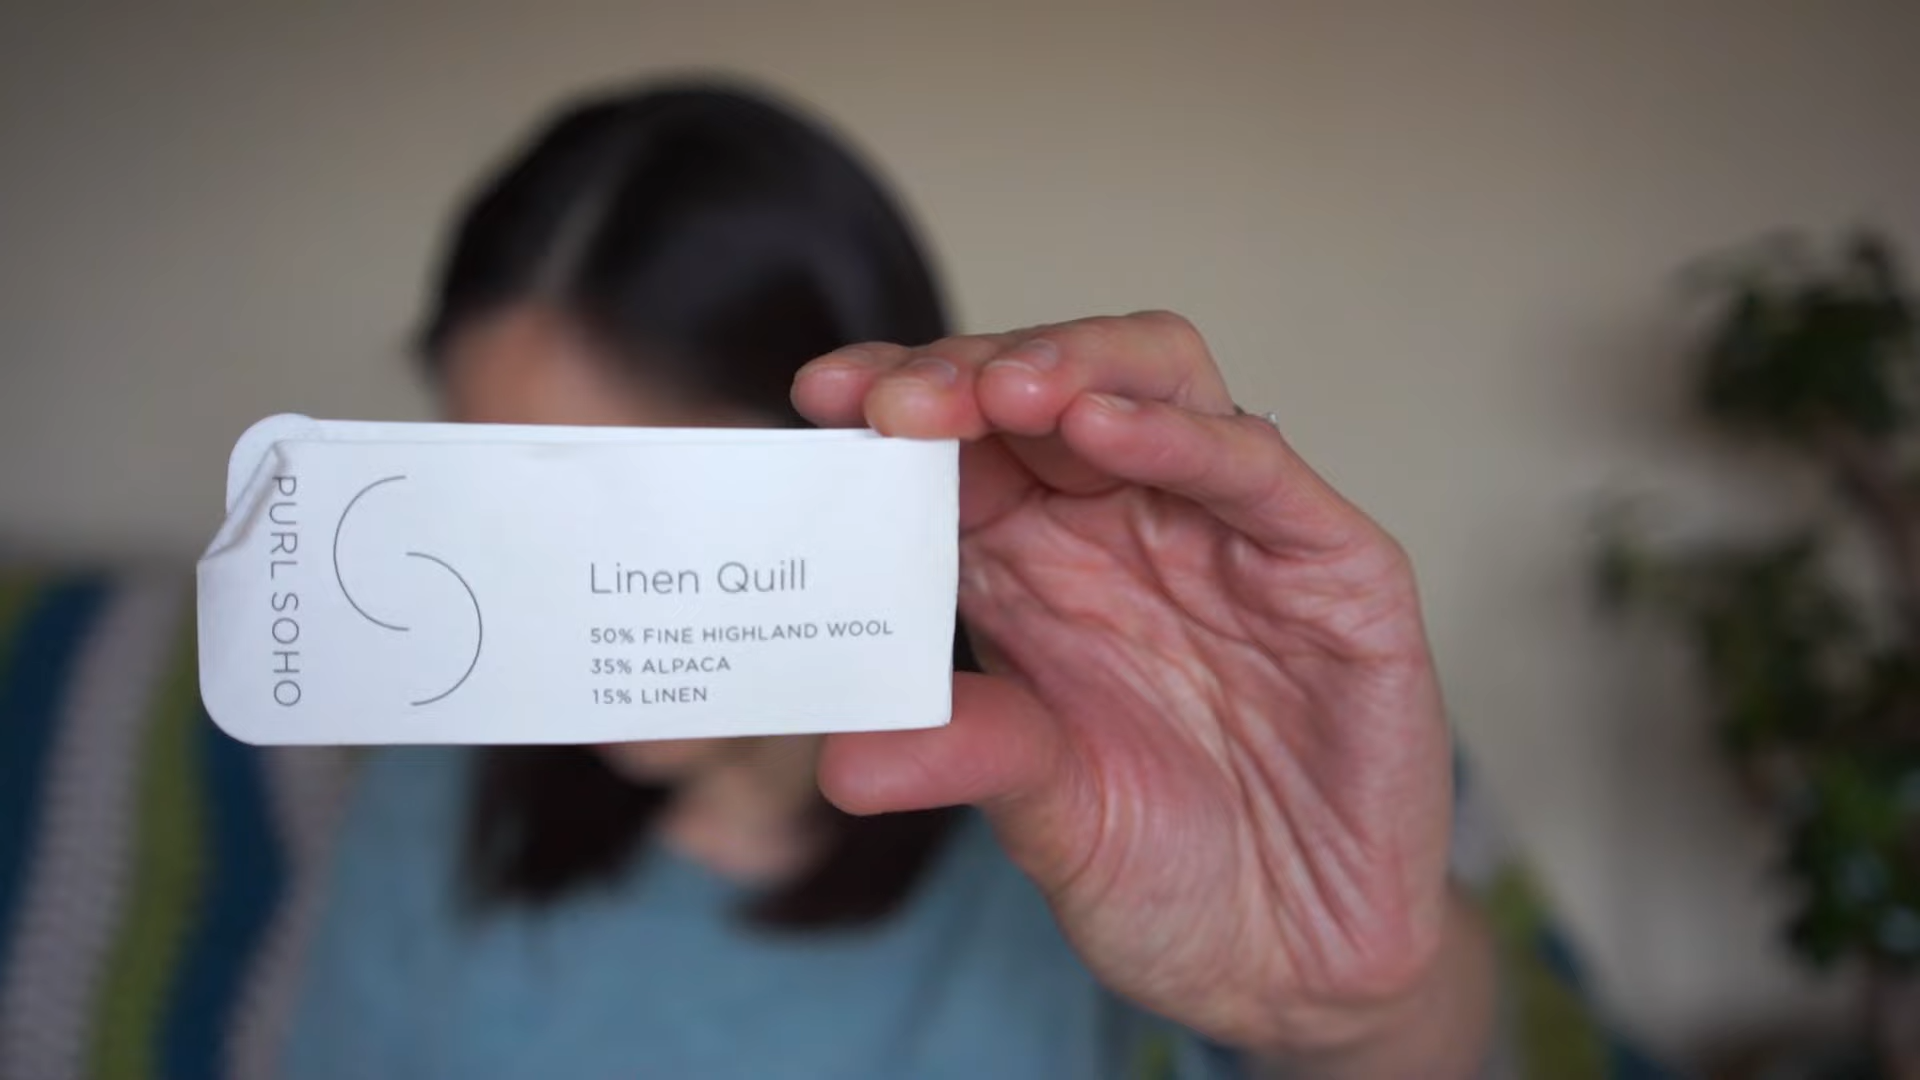 PURL SOHO
Linen Quill
50% FINE HIGHLAND WOOL
35% ALPACA
15% LINEN